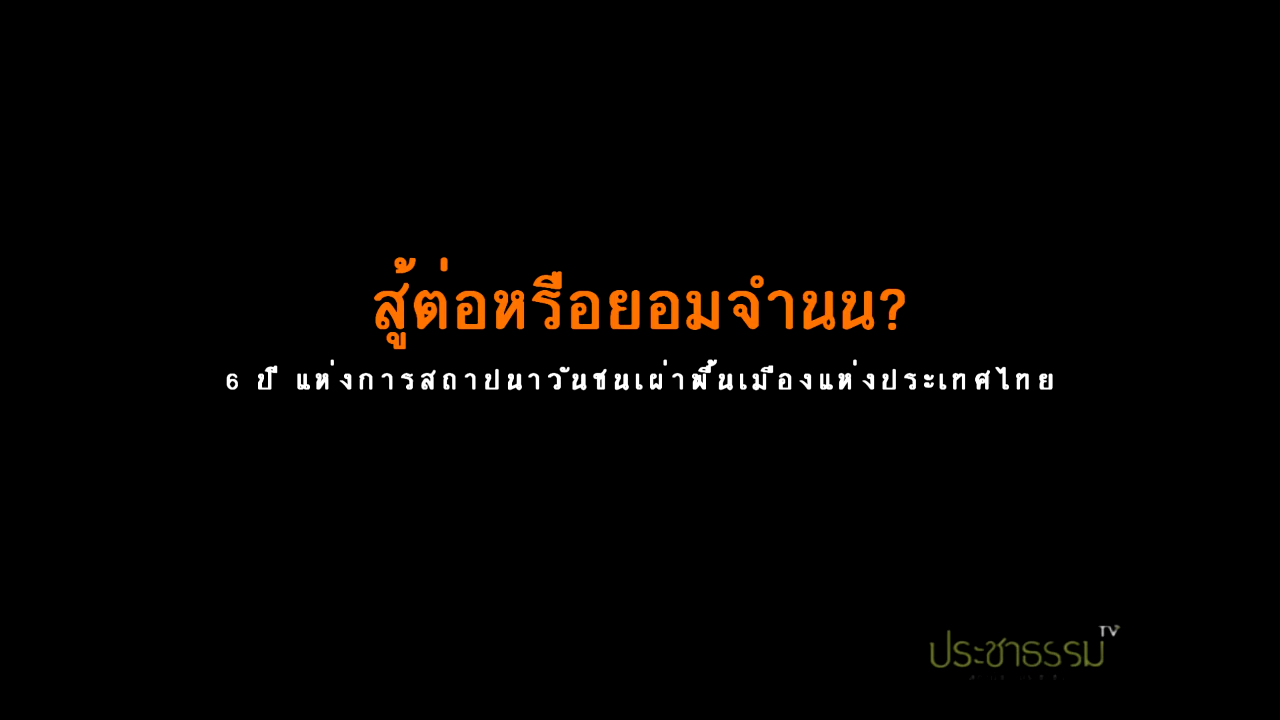 สู้ต่อหรือยอมจำนน?
6 ปี แห่งการสถาปนาวันชนเผ่าพื้นเมืองแห่งประเทศไทย
ประชาธรรม TV